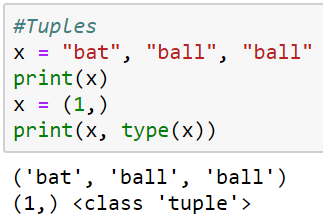 #Tuples
x = "bat", "ball", "ball"
print(x)
x = (1,)
print(x, type(x))
('bat', 'ball', 'ball')
(1,) <class 'tuple'>